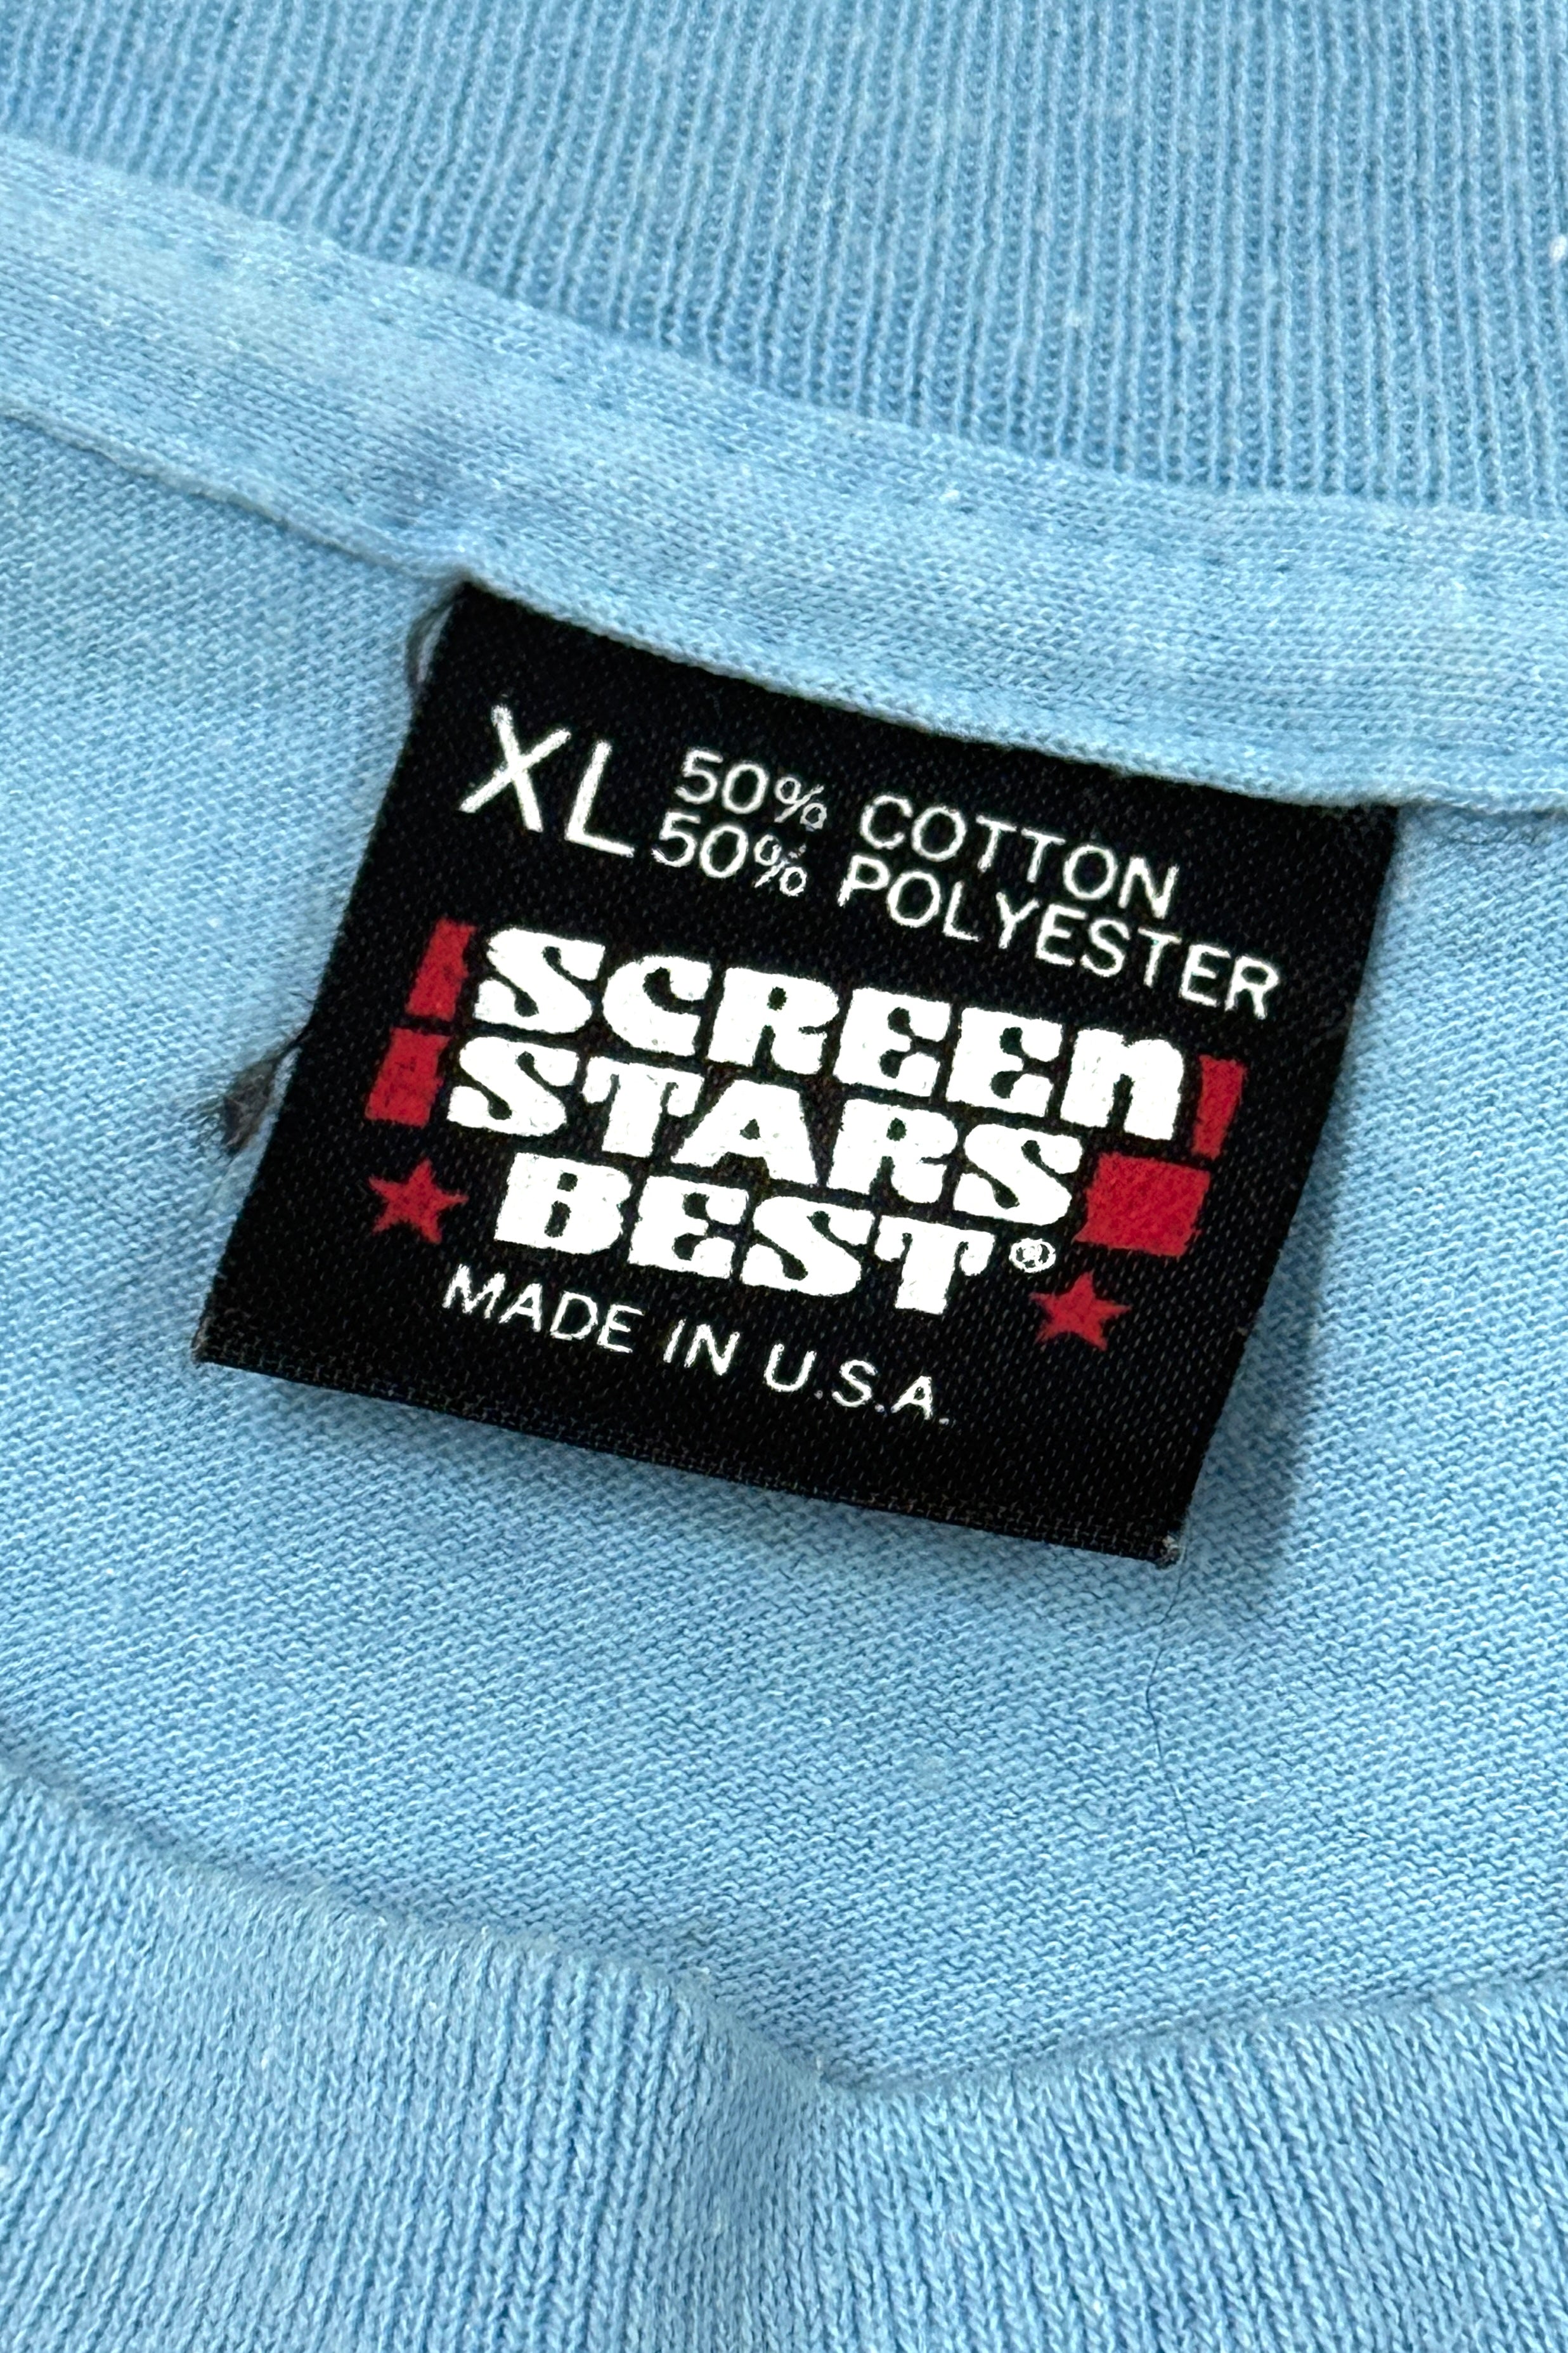 XL 50% COTTON
50% POLYESTER
SCREEN
STARS
BEST®
MADE IN U.S.A.